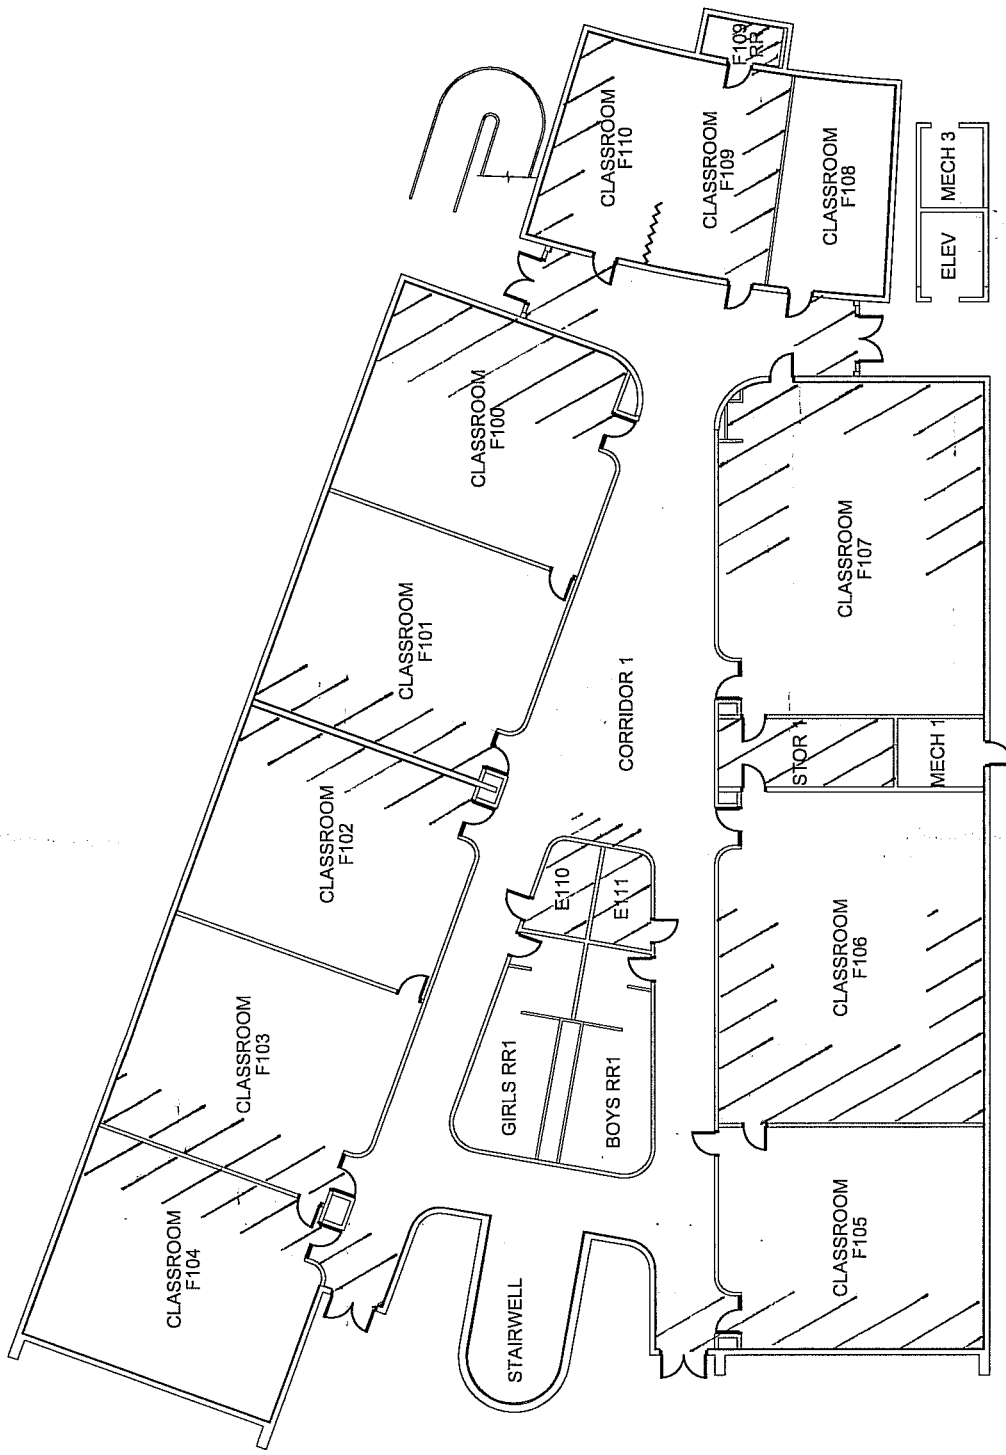 F109
RR
CLASSROOM
F110
CLASSROOM
F109
CLASSROOM
F108
MECH 3
ELEV
CLASSROOM
F100
CLASSROOM
F101
CLASSROOM
F102
CLASSROOM
F103
CLASSROOM
F104
CORRIDOR 1
CLASSROOM
F107
STOR 1
MECH 1
E110
E111
GIRLS RR1
BOYS RR1
CLASSROOM
F106
CLASSROOM
F105
STAIRWELL